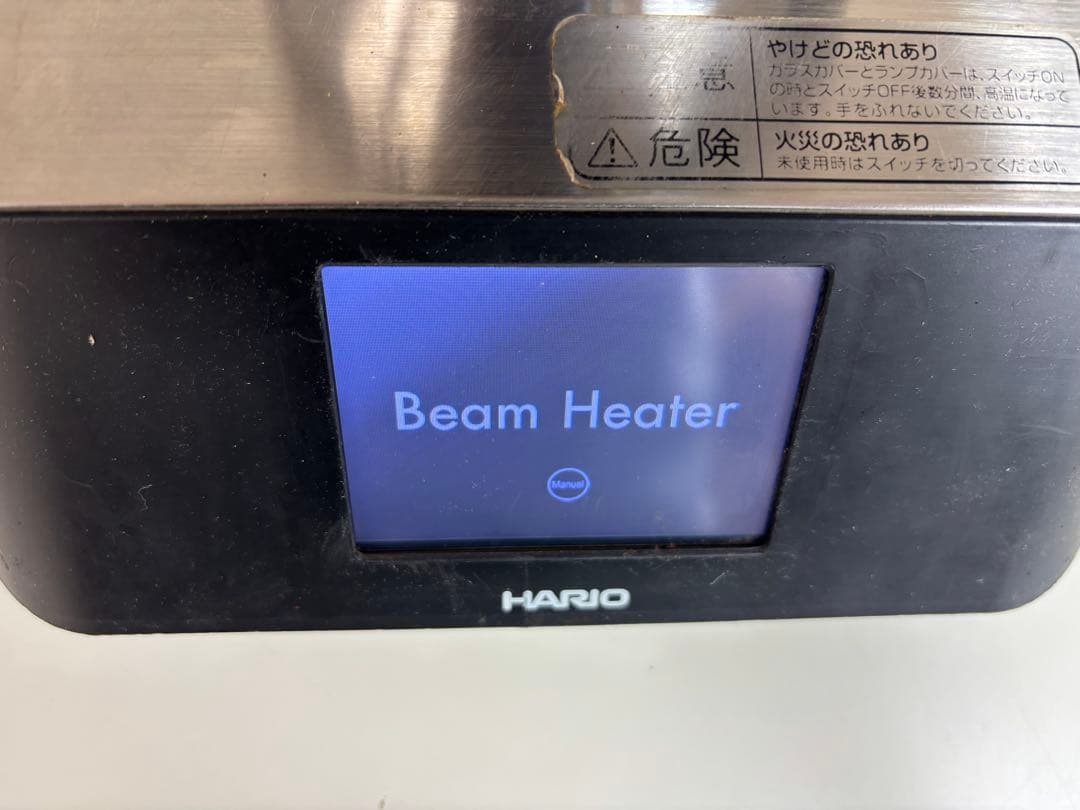 やけどの恐れあり
ガラスカバーとランプカバーは、スイッチON
の時とスイッチOFF後数分間、高温になって
います。手をふれないでください。
危険
火災の恐れあり
未使用時はスイッチを切ってください。
Beam Heater
Manual
HARIO